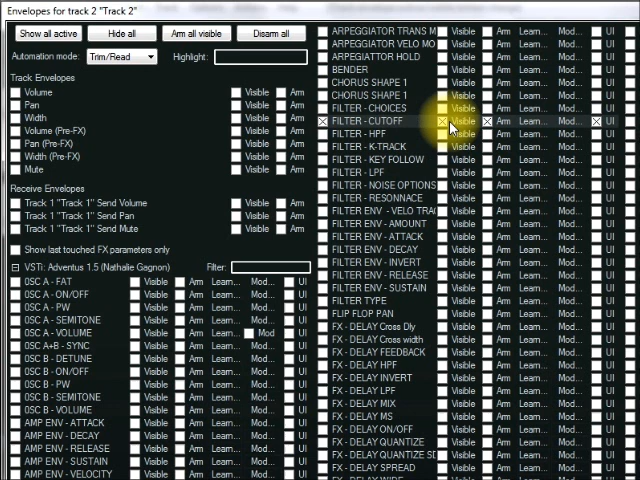 Envelopes for track 2 "Track 2"
Show all active Hide all Arm all visible Disarm all
Automation mode: Trim/Read Highlight:
Track Envelopes
Volume Visible Arm
Pan Visible Arm
Width Visible Arm
Volume (Pre-FX) Visible Arm
Pan (Pre-FX) Visible Arm
Width (Pre-FX) Visible Arm
Mute Visible Arm
Receive Envelopes
Track 1 "Track 1" Send Volume Visible Arm
Track 1 "Track 1" Send Pan Visible Arm
Track 1 "Track 1" Send Mute Visible Arm
Show last touched FX parameters only
VSTi: Adventus 1.5 (Nathalie Gagnon) Filter:
OSC A - FAT Visible Arm Learn... Mod... UI
OSC A - ON/OFF Visible Arm Learn... Mod... UI
OSC A - PW Visible Arm Learn... Mod... UI
OSC A - SEMITONE Visible Arm Learn... Mod... UI
OSC A - VOLUME Visible Arm Learn... Mod UI
OSC A+B - SYNC Visible Arm Learn... Mod... UI
OSC B - DETUNE Visible Arm Learn... Mod... UI
OSC B - ON/OFF Visible Arm Learn... Mod... UI
OSC B - PW Visible Arm Learn... Mod... UI
OSC B - SEMITONE Visible Arm Learn... Mod... UI
OSC B - VOLUME Visible Arm Learn... Mod... UI
AMP ENV - ATTACK Visible Arm Learn... Mod... UI
AMP ENV - DECAY Visible Arm Learn... Mod... UI
AMP ENV - RELEASE Visible Arm Learn... Mod... UI
AMP ENV - SUSTAIN Visible Arm Learn... Mod... UI
AMP ENV - VELOCITY Visible Arm Learn... Mod... UI
ARPEGGIATOR TRANS M Visible Arm Learn... Mod... UI
ARPEGGIATOR VELO MO Visible Arm Learn... Mod... UI
ARPEGIATTOR HOLD Visible Arm Learn... Mod... UI
BENDER Visible Arm Learn... Mod... UI
CHORUS SHAPE 1 Visible Arm Learn... Mod... UI
CHORUS SHAPE 1 Visible Arm Learn... Mod... UI
FILTER - CHOICES Visible Arm Learn... Mod... UI
FILTER - CUTOFF Visible Arm Learn... Mod... UI
FILTER - HPF Visible Arm Learn... Mod... UI
FILTER - K-TRACK Visible Arm Learn... Mod... UI
FILTER - KEY FOLLOW Visible Arm Learn... Mod... UI
FILTER - LPF Visible Arm Learn... Mod... UI
FILTER - NOISE OPTIONS Visible Arm Learn... Mod... UI
FILTER - RESONNACE Visible Arm Learn... Mod... UI
FILTER ENV - VELO TRA Visible Arm Learn... Mod... UI
FILTER ENV - AMOUNT Visible Arm Learn... Mod... UI
FILTER ENV - ATTACK Visible Arm Learn... Mod... UI
FILTER ENV - DECAY Visible Arm Learn... Mod... UI
FILTER ENV - INVERT Visible Arm Learn... Mod... UI
FILTER ENV - RELEASE Visible Arm Learn... Mod... UI
FILTER ENV - SUSTAIN Visible Arm Learn... Mod... UI
FILTER TYPE Visible Arm Learn... Mod... UI
FLIP FLOP PAN Visible Arm Learn... Mod... UI
FX - DELAY Cross Dly Visible Arm Learn... Mod... UI
FX - DELAY Cross width Visible Arm Learn... Mod... UI
FX - DELAY FEEDBACK Visible Arm Learn... Mod... UI
FX - DELAY HPF Visible Arm Learn... Mod... UI
FX - DELAY INVERT Visible Arm Learn... Mod... UI
FX - DELAY LPF Visible Arm Learn... Mod... UI
FX - DELAY MIX Visible Arm Learn... Mod... UI
FX - DELAY MS Visible Arm Learn... Mod... UI
FX - DELAY ON/OFF Visible Arm Learn... Mod... UI
FX - DELAY QUANTIZE Visible Arm Learn... Mod... UI
FX - DELAY QUANTIZE Visible Arm Learn... Mod... UI
FX - DELAY SPREAD Visible Arm Learn... Mod... UI